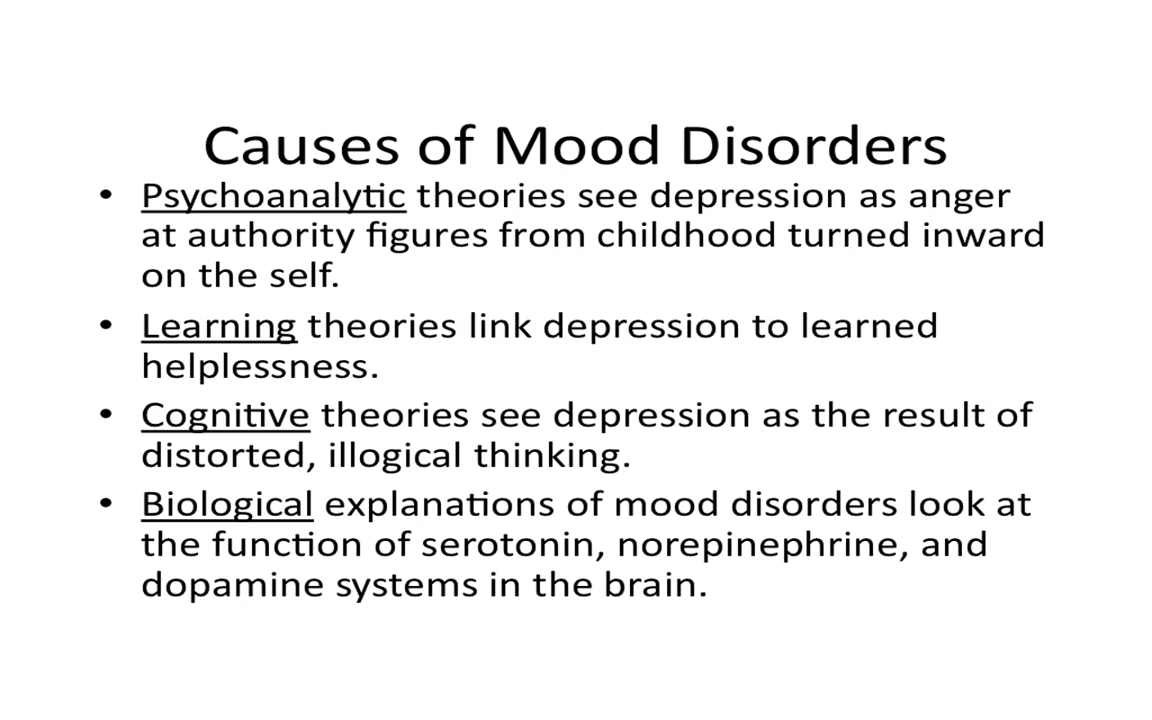 Causes of Mood Disorders
• Psychoanalytic theories see depression as anger
at authority figures from childhood turned inward
on the self.
• Learning theories link depression to learned
helplessness.
• Cognitive theories see depression as the result of
distorted, illogical thinking.
• Biological explanations of mood disorders look at
the function of serotonin, norepinephrine, and
dopamine systems in the brain.